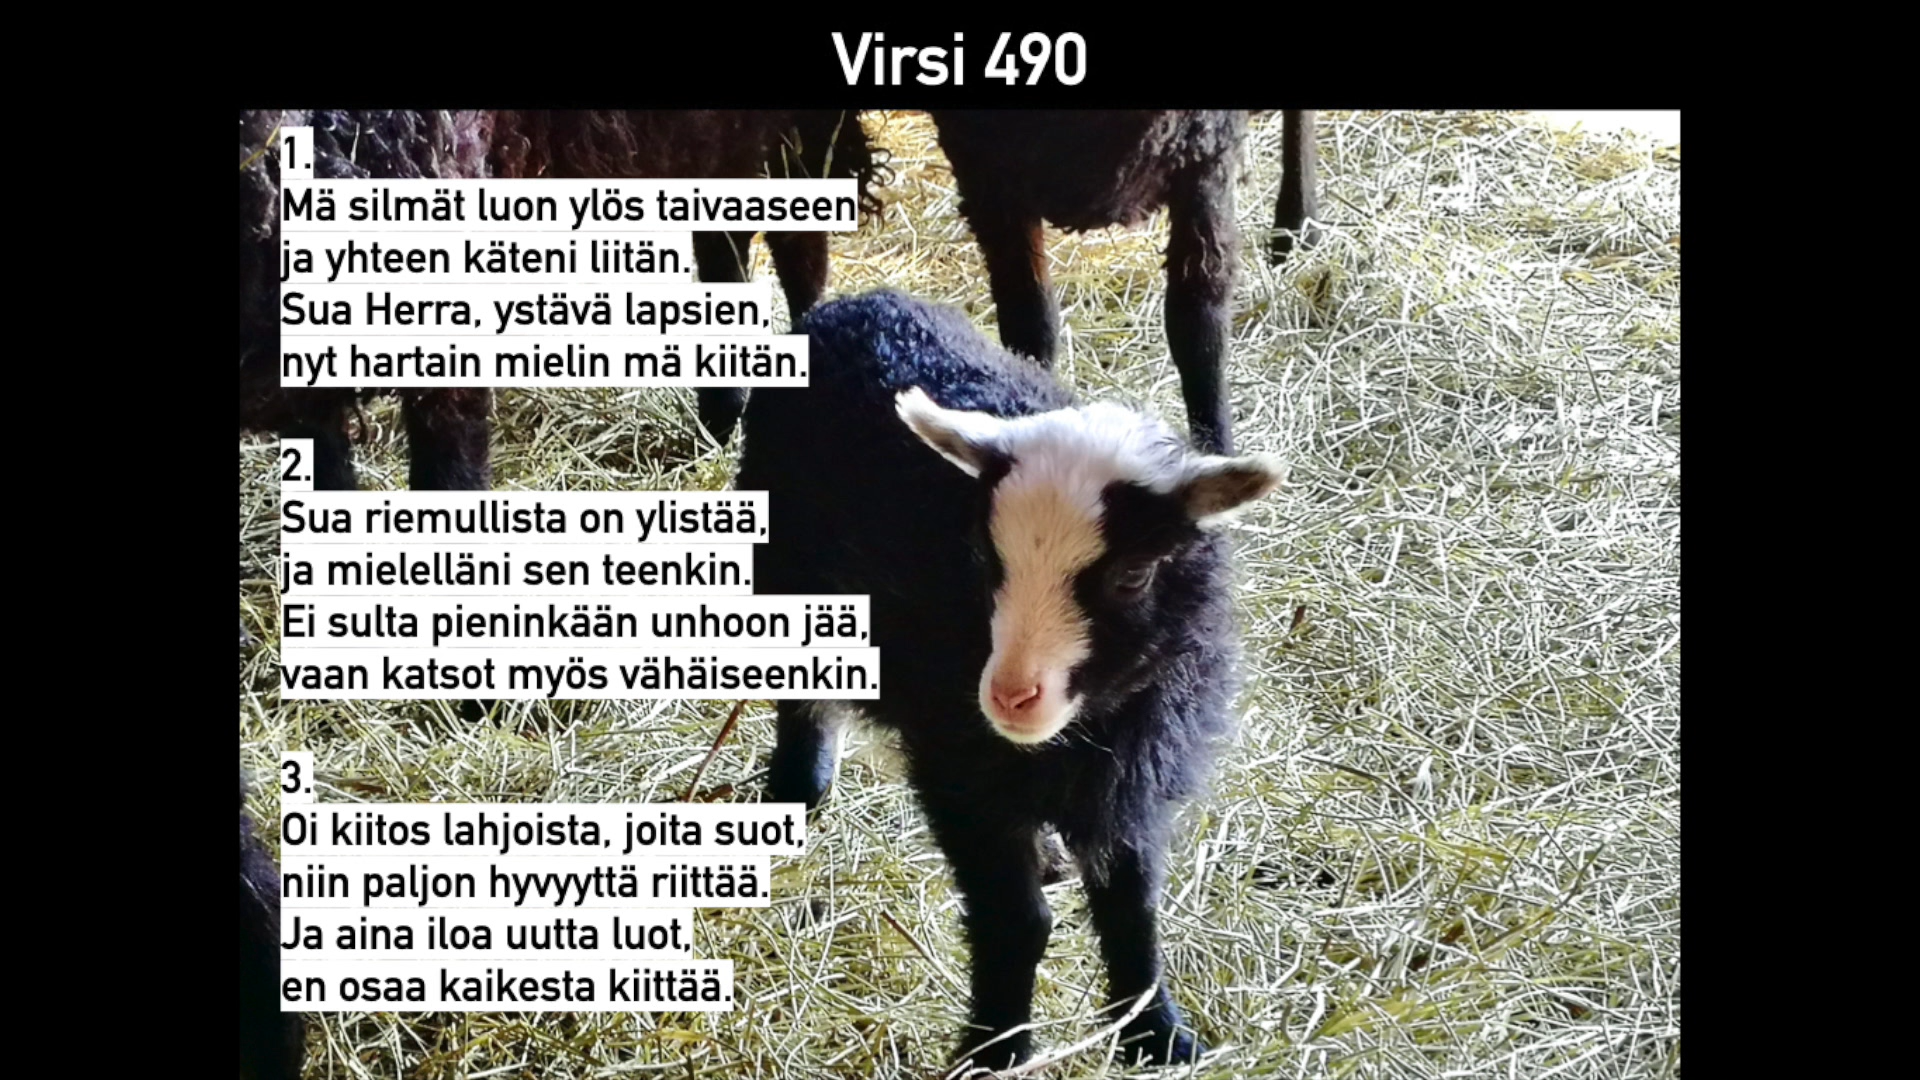 Virsi 490
1.
Mä silmät luon ylös taivaaseen
ja yhteen käteni liitän.
Sua Herra, ystävä lapsien,
nyt hartain mielin mä kiitän.
2.
Sua riemullista on ylistää,
ja mielelläni sen teenkin.
Ei sulta pieninkään unhoon jää,
vaan katsot myös vähäiseenkin.
3.
Oi kiitos lahjoista, joita suot,
niin paljon hyvyyttä riittää.
Ja aina iloa uutta luot,
en osaa kaikesta kiittää.